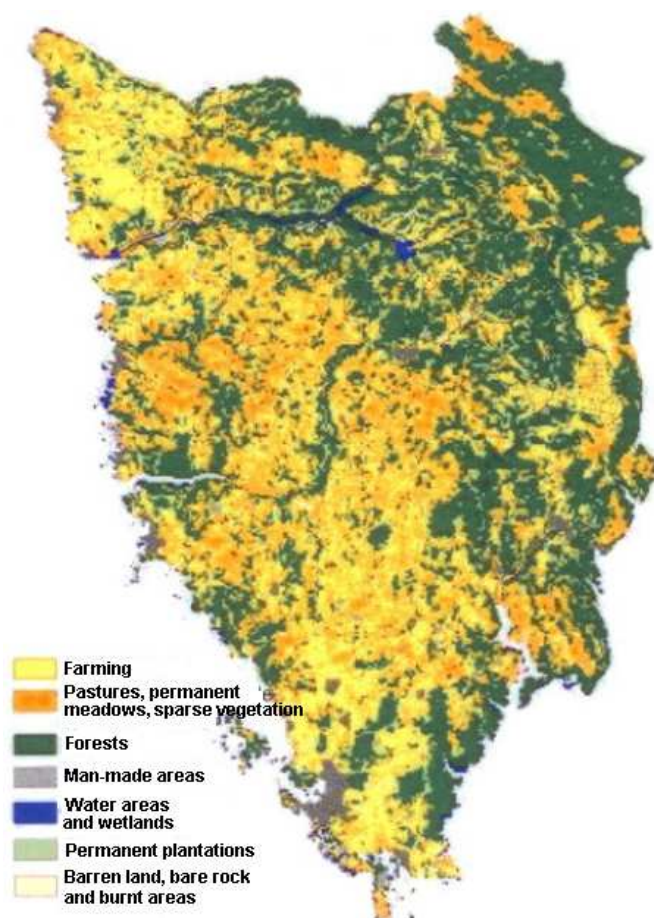 Farming
Pastures, permanent
meadows, sparse vegetation
Forests
Man-made areas
Water areas
and wetlands
Permanent plantations
Barren land, bare rock
and burnt areas